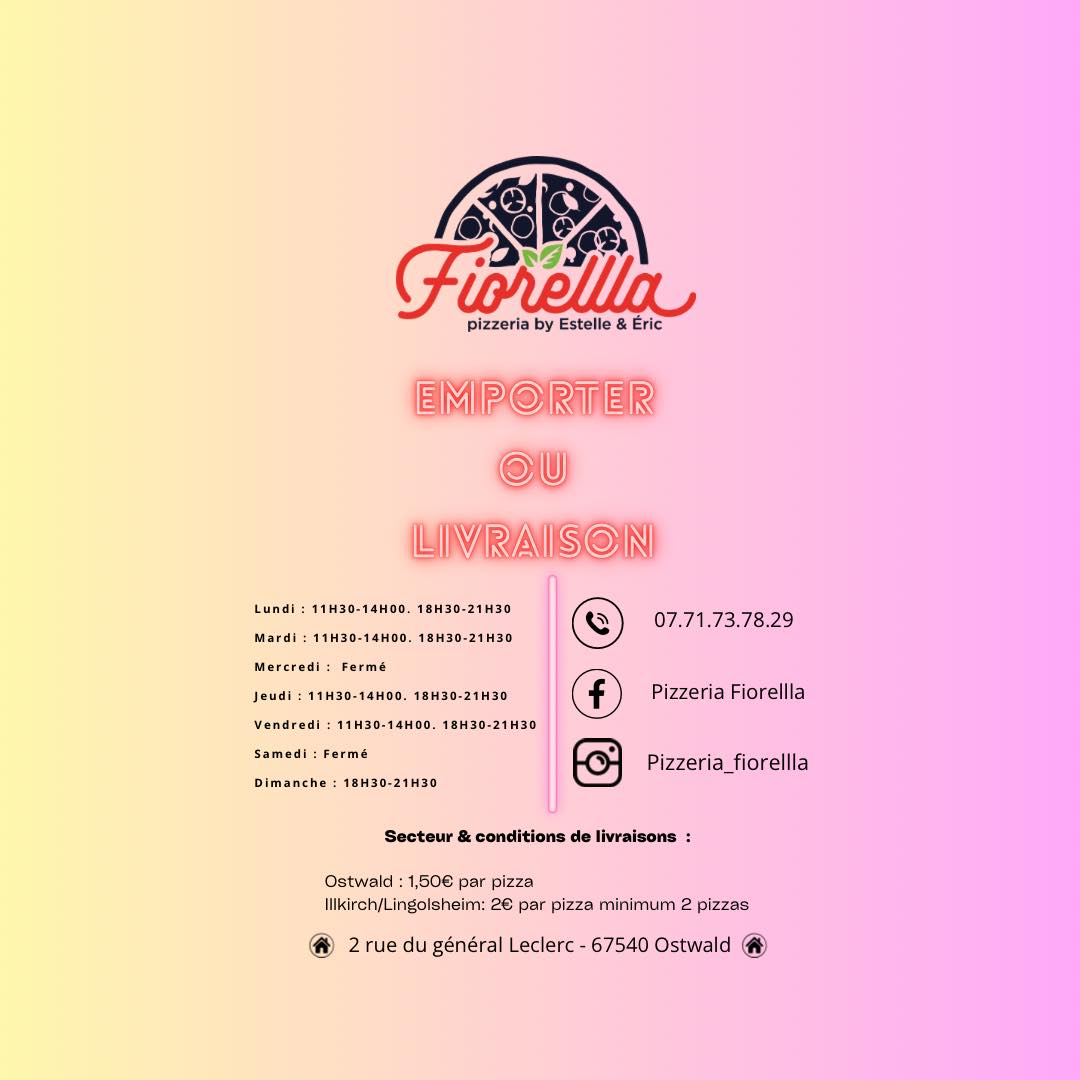 Fiorellla
pizzeria by Estelle & Éric
EMPORTER
OU
LIVRAISON
Lundi : 11H30-14H00. 18H30-21H30
Mardi : 11H30-14H00. 18H30-21H30
Mercredi : Fermé
Jeudi : 11H30-14H00. 18H30-21H30
Vendredi : 11H30-14H00. 18H30-21H30
Samedi : Fermé
Dimanche : 18H30-21H30
07.71.73.78.29
Pizzeria Fiorellla
Pizzeria_fiorellla
Secteur & conditions de livraisons :
Ostwald : 1,50€ par pizza
Illkirch/Lingolsheim: 2€ par pizza minimum 2 pizzas
2 rue du général Leclerc - 67540 Ostwald